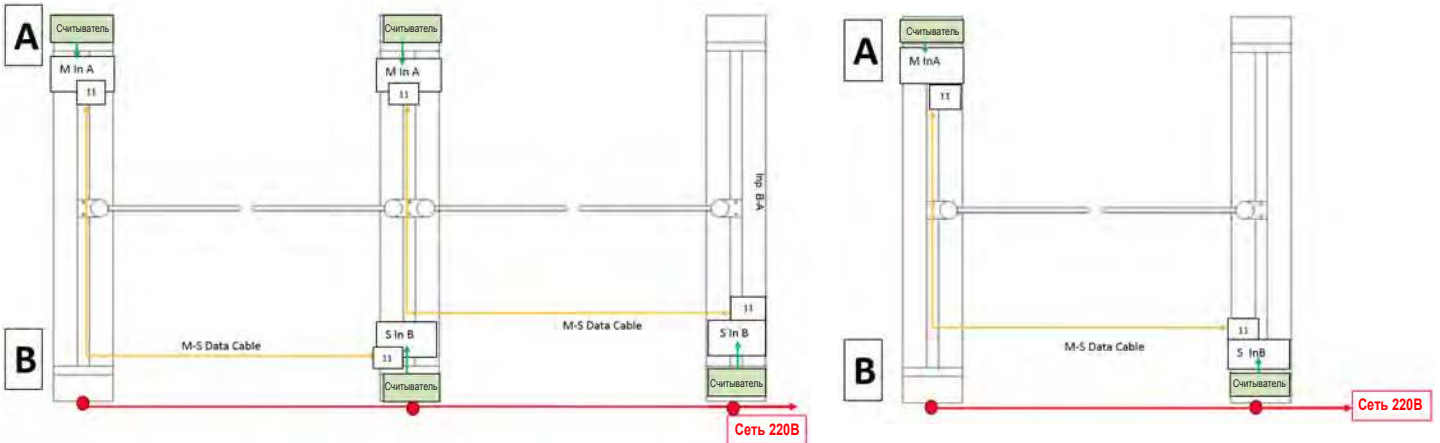 A
Считыватель
M In A
11
Считыватель
M In A
11
Inp B-A
M-S Data Cable
M-S Data Cable
11
S In B
11
S In B
B
Считыватель
Считыватель
Сеть 220В
A
Считыватель
M InA
11
M-S Data Cable
11
S InB
B
Считыватель
Сеть 220В